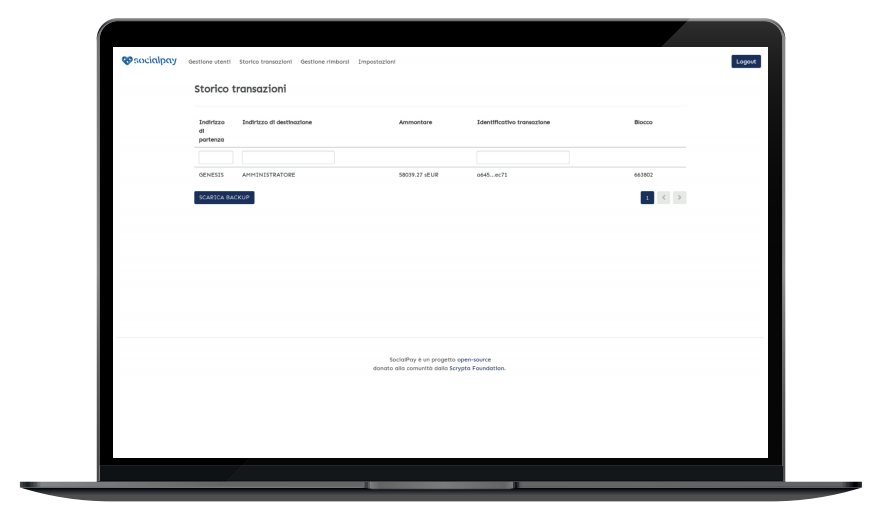 socialpay Gestione utenti Storico transazioni Gestione rimborsi Impostazioni Logout
Storico transazioni
Indirizzo di partenza Indirizzo di destinazione Ammontare Identificativo transazione Blocco
GENESIS AMMINISTRATORE 58039.27 sEUR a645...ec71 663802
SCARICA BACKUP 1 < >
SocialPay è un progetto open-source
donato alla comunità dalla Scrypta Foundation.